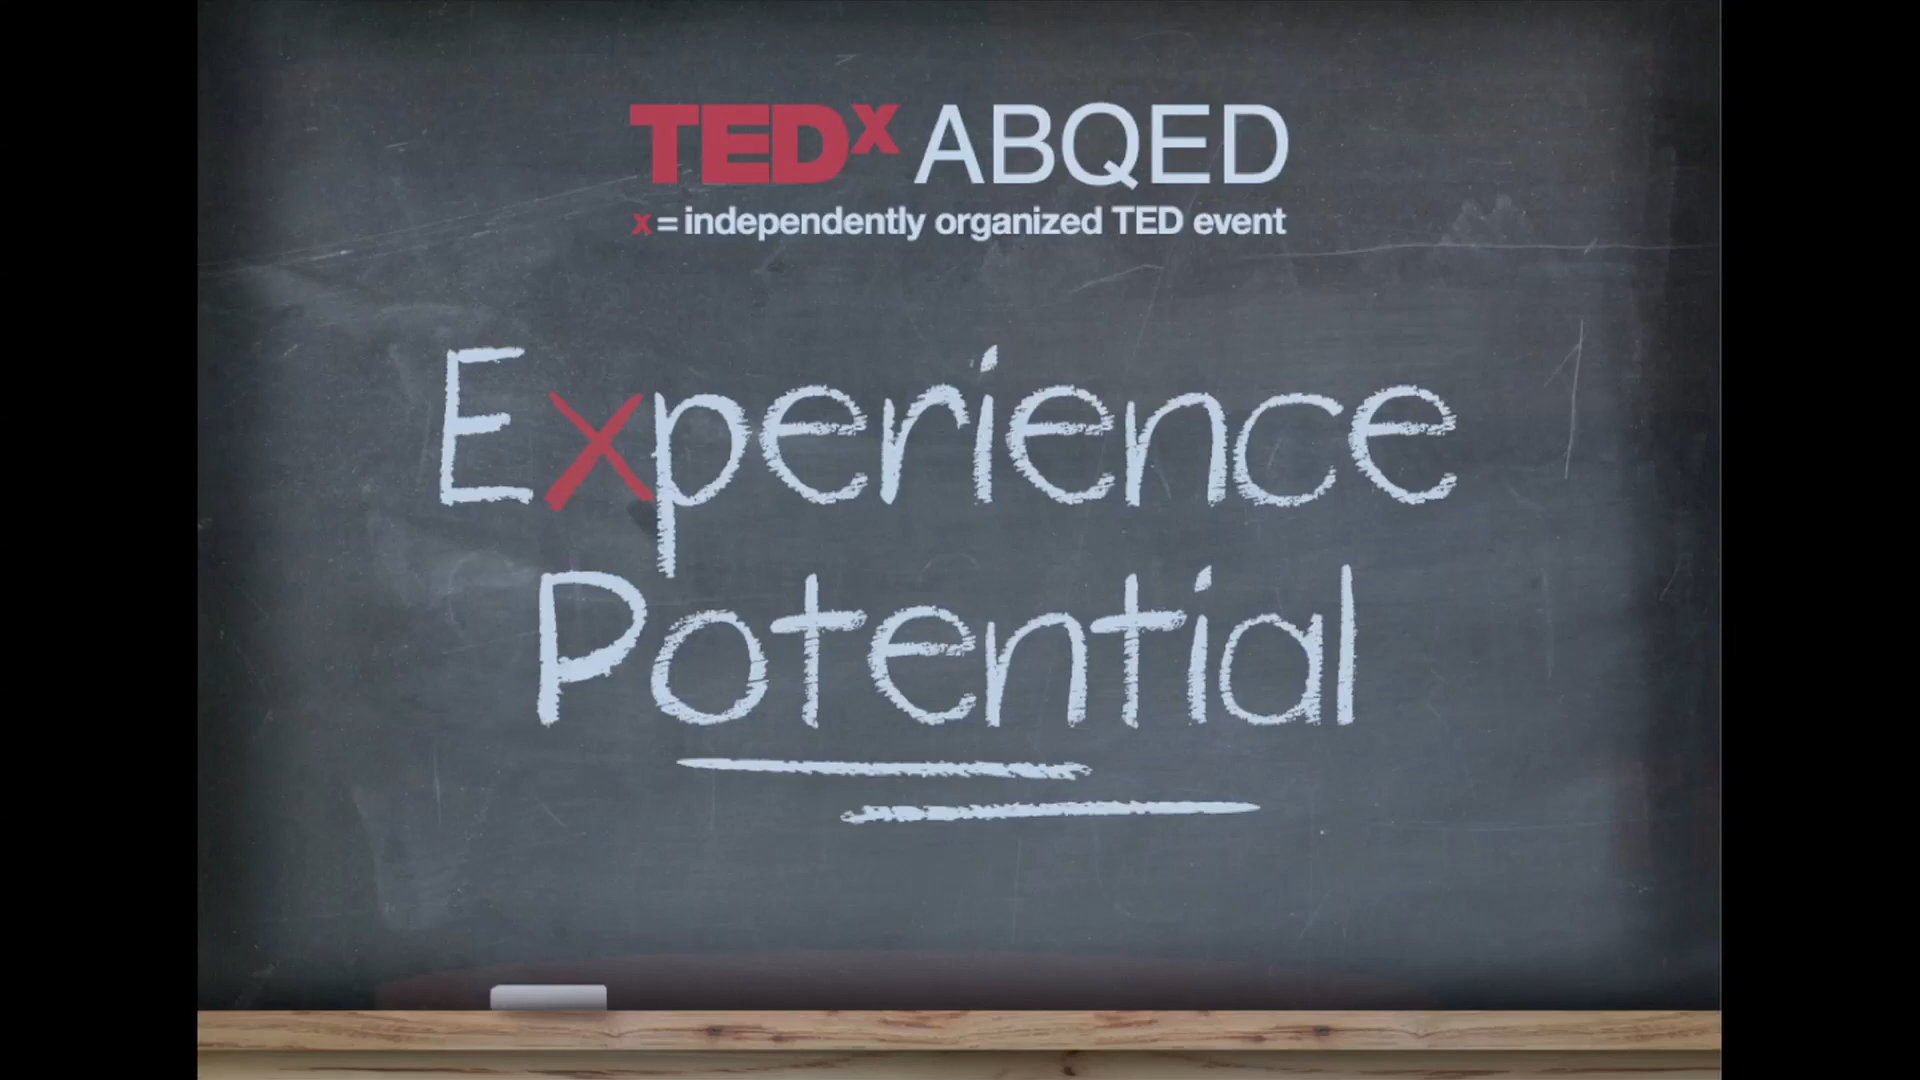 TEDx ABQED
x = independently organized TED event
Experience
Potential